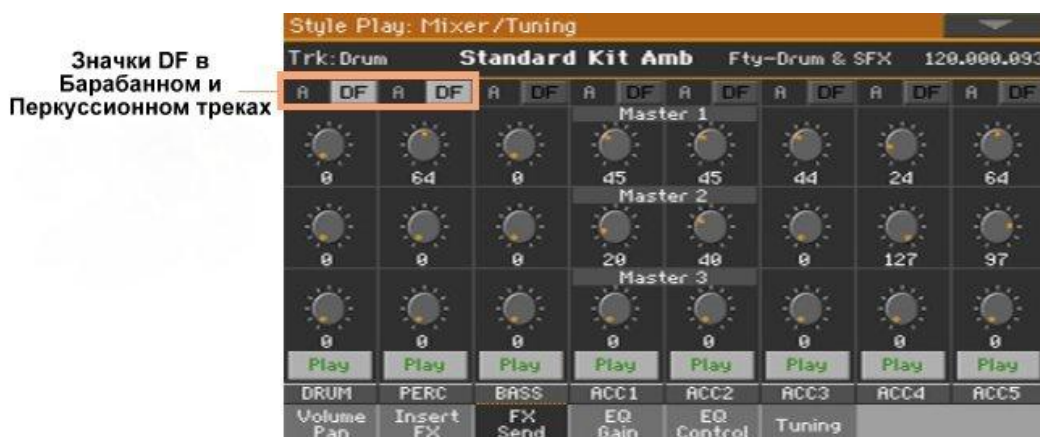 Значки DF в
Барабанном и
Перкуссионном треках
Style Play: Mixer/Tuning
Trk: Drum Standard Kit Amb Fty-Drum & SFX 120.000.093
A DF A DF A DF A DF A DF A DF A DF A DF
Master 1
0 64 0 45 45 44 24 64
Master 2
0 0 0 20 40 0 127 97
Master 3
0 0 0 0 0 0 0 0
Play Play Play Play Play Play Play Play
DRUM PERC BASS ACC1 ACC2 ACC3 ACC4 ACC5
Volume Insert FX EQ EQ Tuning
Pan FX Send Gain Control